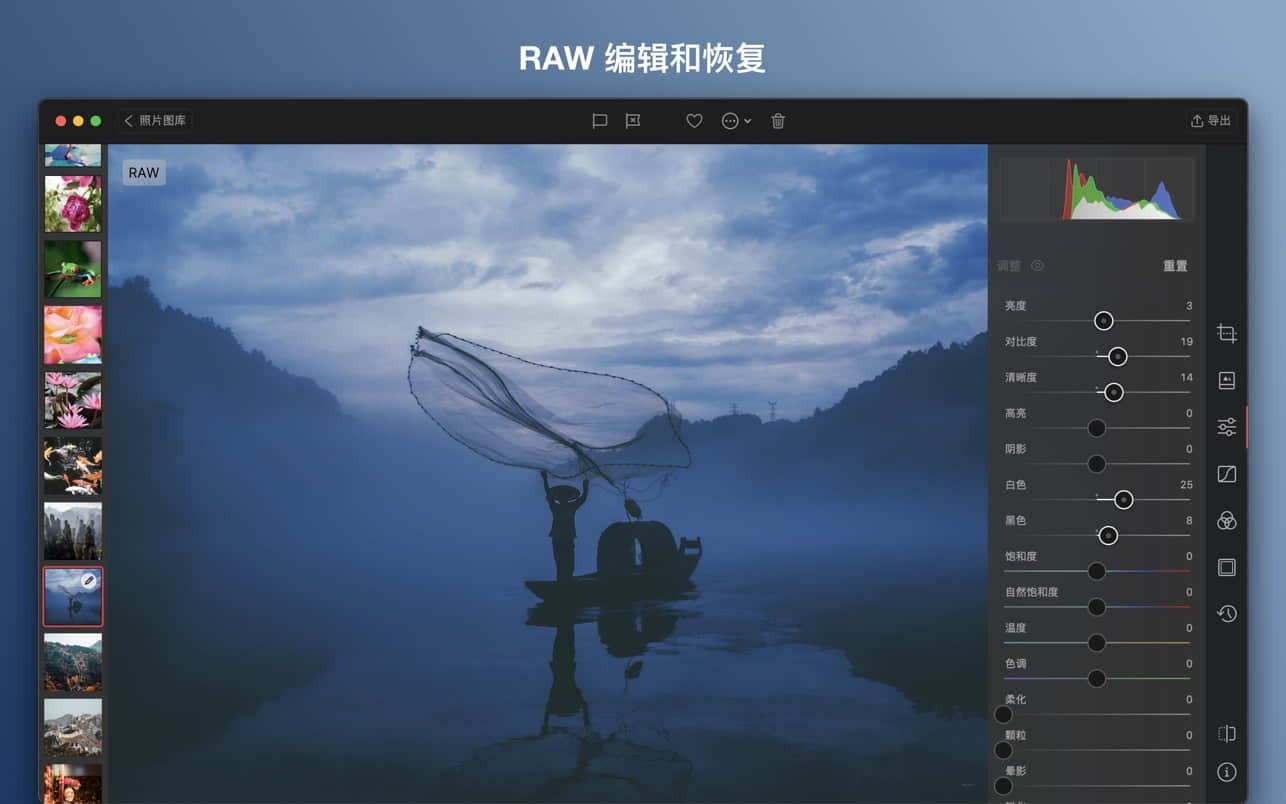 RAW 编辑和恢复
照片图库
导出
RAW
调整
重置
亮度 3
对比度 19
清晰度 14
高亮 0
阴影 0
白色 25
黑色 8
饱和度 0
自然饱和度 0
温度 0
色调 0
柔化 0
颗粒 0
晕影 0